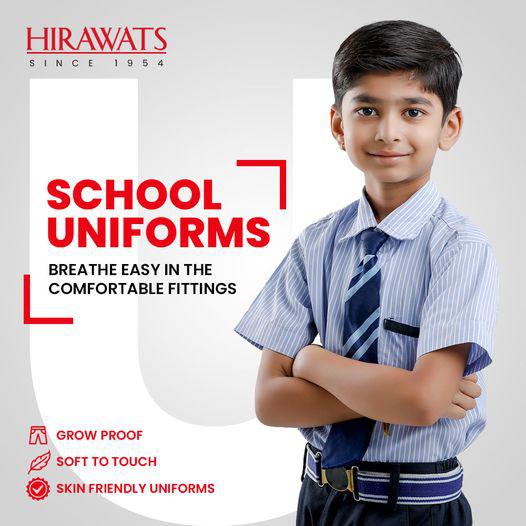 HIRAWATS
SINCE 1954
SCHOOL
UNIFORMS
BREATHE EASY IN THE
COMFORTABLE FITTINGS
GROW PROOF
SOFT TO TOUCH
SKIN FRIENDLY UNIFORMS